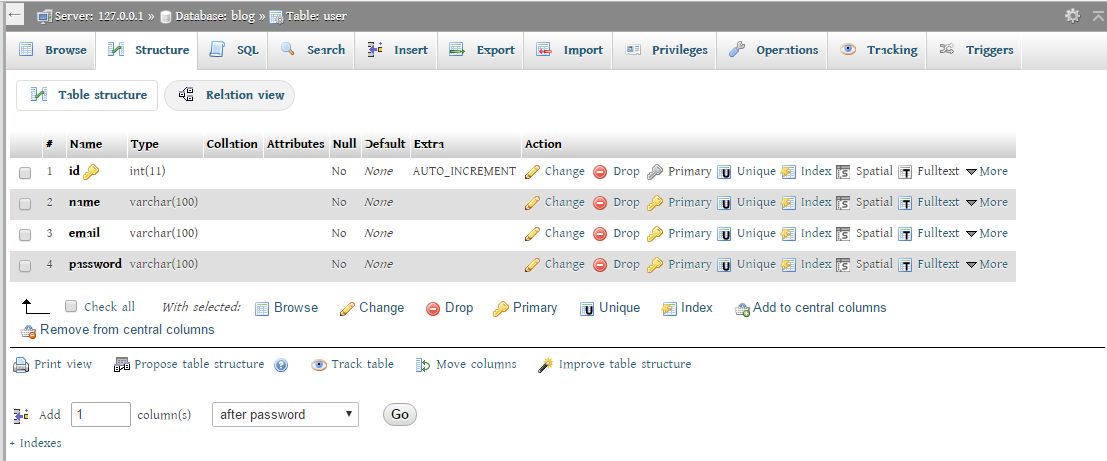 Server: 127.0.0.1 » Database: blog » Table: user
Browse Structure SQL Search Insert Export Import Privileges Operations Tracking Triggers
Table structure Relation view
# Name Type Collation Attributes Null Default Extra Action
1 id int(11) No None AUTO_INCREMENT Change Drop Primary Unique Index Spatial Fulltext More
2 name varchar(100) No None Change Drop Primary Unique Index Spatial Fulltext More
3 email varchar(100) No None Change Drop Primary Unique Index Spatial Fulltext More
4 password varchar(100) No None Change Drop Primary Unique Index Spatial Fulltext More
Check all With selected: Browse Change Drop Primary Unique Index Add to central columns
Remove from central columns
Print view Propose table structure Track table Move columns Improve table structure
Add 1 column(s) after password Go
+ Indexes